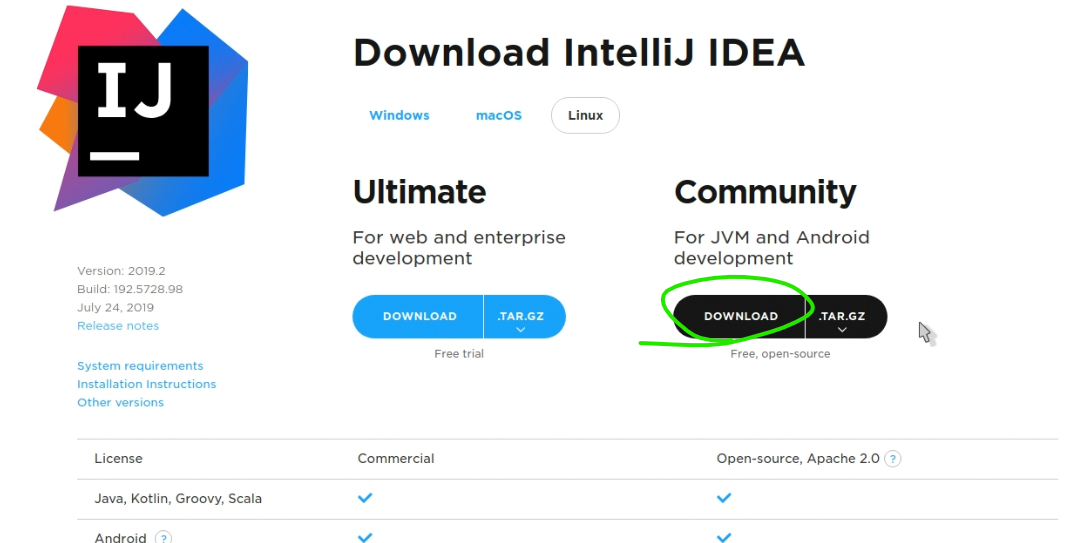 IJ
Download IntelliJ IDEA
Windows macOS Linux
Ultimate
For web and enterprise
development
DOWNLOAD .TAR.GZ
Free trial
Community
For JVM and Android
development
DOWNLOAD .TAR.GZ
Free, open-source
Version: 2019.2
Build: 192.5728.98
July 24, 2019
Release notes
System requirements
Installation Instructions
Other versions
License Commercial Open-source, Apache 2.0 ?
Java, Kotlin, Groovy, Scala
Android ?